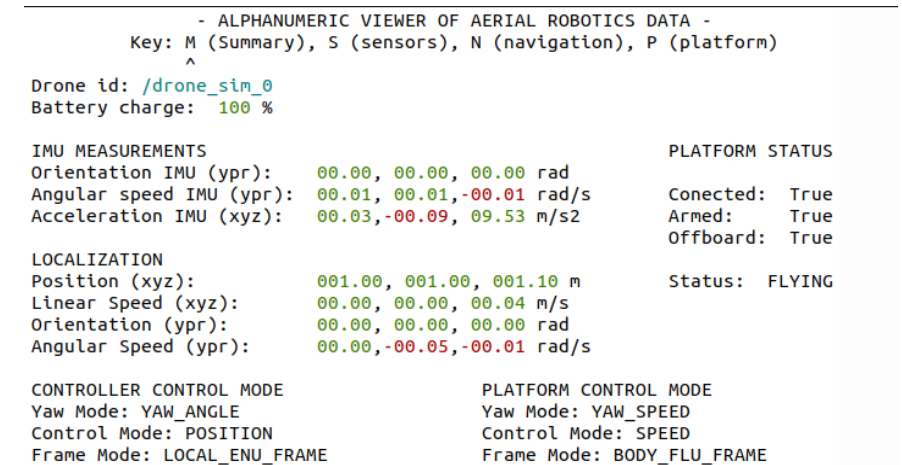 - ALPHANUMERIC VIEWER OF AERIAL ROBOTICS DATA -
Key: M (Summary), S (sensors), N (navigation), P (platform)
^
Drone id: /drone_sim_0
Battery charge: 100 %
IMU MEASUREMENTS PLATFORM STATUS
Orientation IMU (ypr): 00.00, 00.00, 00.00 rad
Angular speed IMU (ypr): 00.01, 00.01,-00.01 rad/s Conected: True
Acceleration IMU (xyz): 00.03,-00.09, 09.53 m/s2 Armed: True
Offboard: True
LOCALIZATION
Position (xyz): 001.00, 001.00, 001.10 m Status: FLYING
Linear Speed (xyz): 00.00, 00.00, 00.04 m/s
Orientation (ypr): 00.00, 00.00, 00.00 rad
Angular Speed (ypr): 00.00,-00.05,-00.01 rad/s
CONTROLLER CONTROL MODE PLATFORM CONTROL MODE
Yaw Mode: YAW_ANGLE Yaw Mode: YAW_SPEED
Control Mode: POSITION Control Mode: SPEED
Frame Mode: LOCAL_ENU_FRAME Frame Mode: BODY_FLU_FRAME